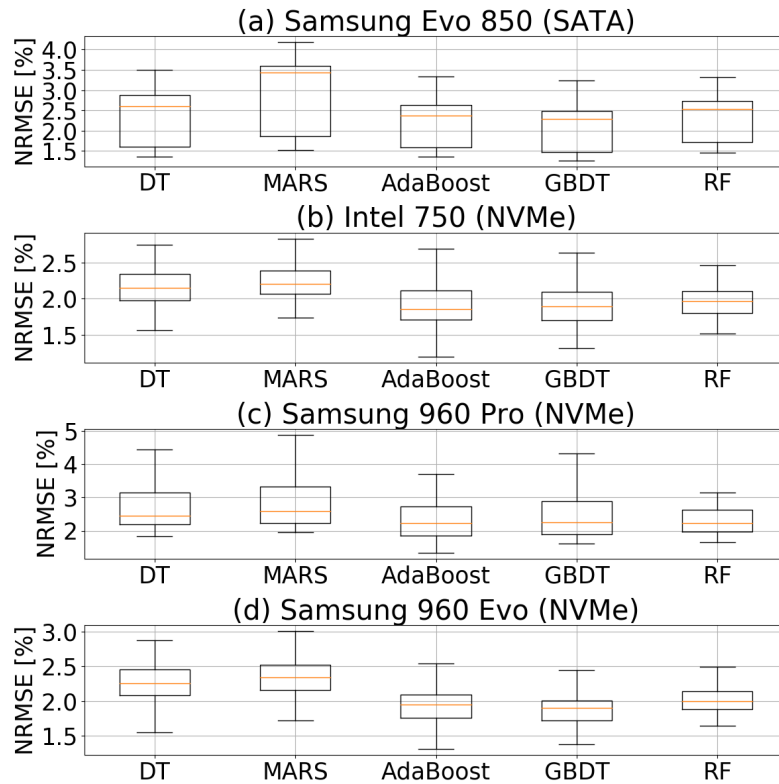 (a) Samsung Evo 850 (SATA)
NRMSE [%]
4.0
3.5
3.0
2.5
2.0
1.5
DT MARS AdaBoost GBDT RF
(b) Intel 750 (NVMe)
NRMSE [%]
2.5
2.0
1.5
DT MARS AdaBoost GBDT RF
(c) Samsung 960 Pro (NVMe)
NRMSE [%]
5
4
3
2
DT MARS AdaBoost GBDT RF
(d) Samsung 960 Evo (NVMe)
NRMSE [%]
3.0
2.5
2.0
1.5
DT MARS AdaBoost GBDT RF